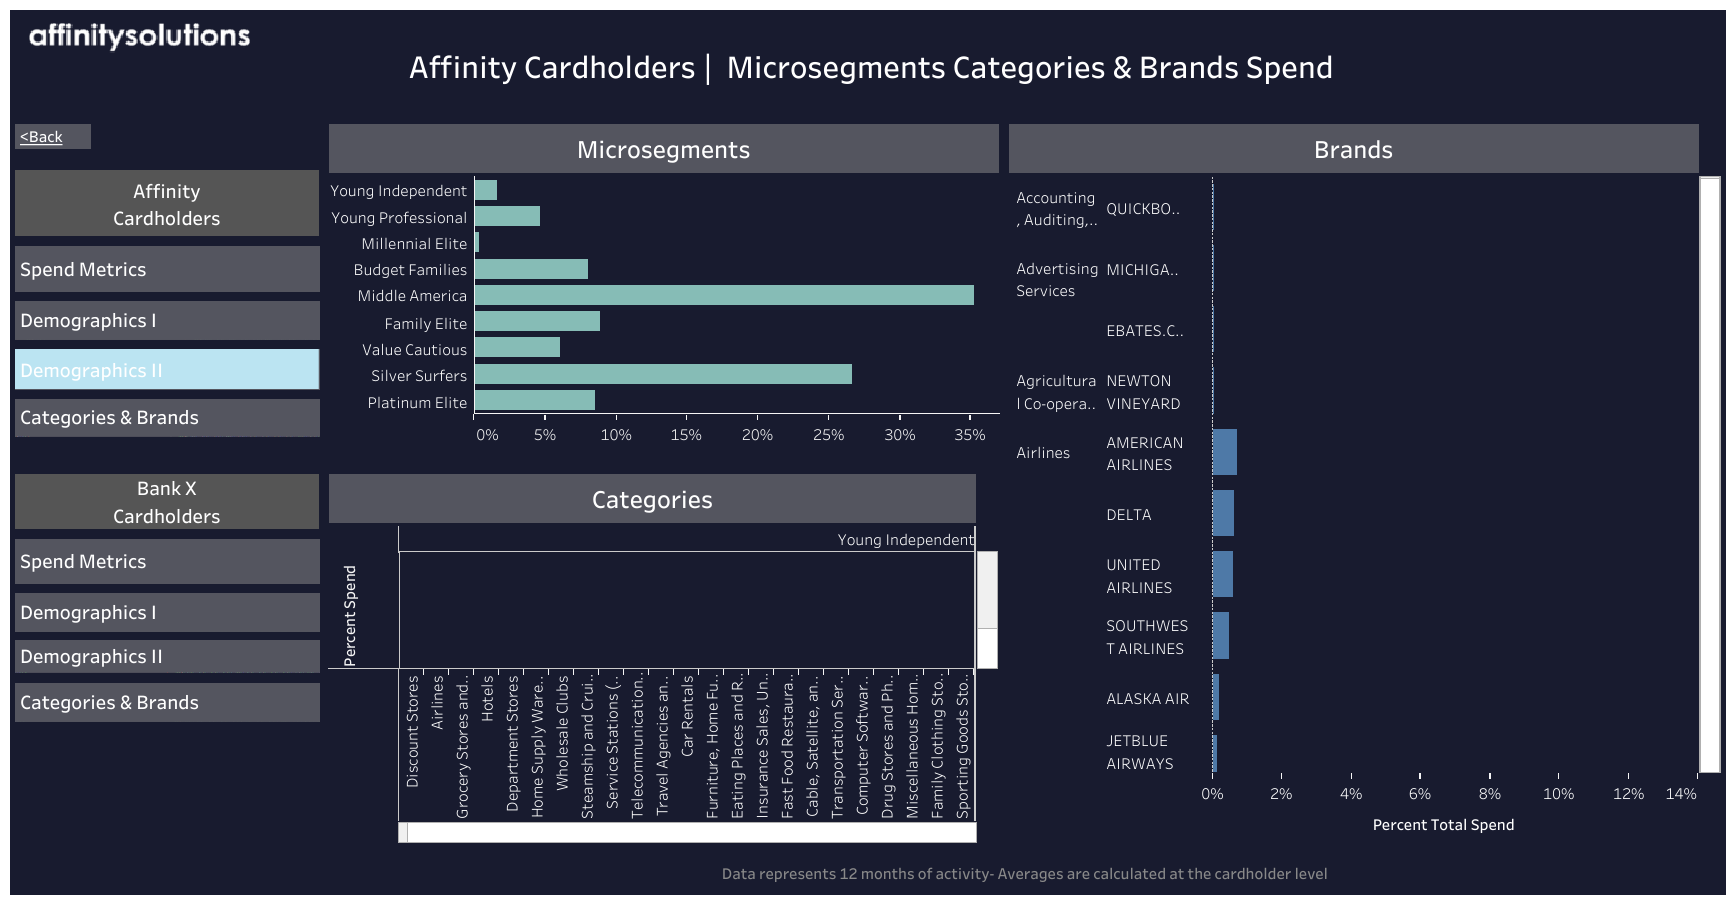 affinitysolutions
Affinity Cardholders | Microsegments Categories & Brands Spend
<Back
Affinity
Cardholders
Spend Metrics
Demographics I
Demographics II
Categories & Brands
Bank X
Cardholders
Spend Metrics
Demographics I
Demographics II
Categories & Brands
Microsegments
Young Independent
Young Professional
Millennial Elite
Budget Families
Middle America
Family Elite
Value Cautious
Silver Surfers
Platinum Elite
0% 5% 10% 15% 20% 25% 30% 35%
Categories
Young Independent
Percent Spend
Discount Stores
Airlines
Grocery Stores and..
Hotels
Department Stores
Home Supply Ware..
Wholesale Clubs
Steamship and Crui..
Service Stations (..
Telecommunication..
Travel Agencies an..
Car Rentals
Furniture, Home Fu..
Eating Places and R..
Insurance Sales, Un..
Fast Food Restaura..
Cable, Satellite, an..
Transportation Ser..
Computer Softwar..
Drug Stores and Ph..
Miscellaneous Hom..
Family Clothing Sto..
Sporting Goods Sto..
Brands
Accounting
, Auditing,..
QUICKBO..
Advertising
Services
MICHIGA..
EBATES.C..
Agricultura
l Co-opera..
NEWTON
VINEYARD
Airlines
AMERICAN
AIRLINES
DELTA
UNITED
AIRLINES
SOUTHWES
T AIRLINES
ALASKA AIR
JETBLUE
AIRWAYS
0% 2% 4% 6% 8% 10% 12% 14%
Percent Total Spend
Data represents 12 months of activity- Averages are calculated at the cardholder level